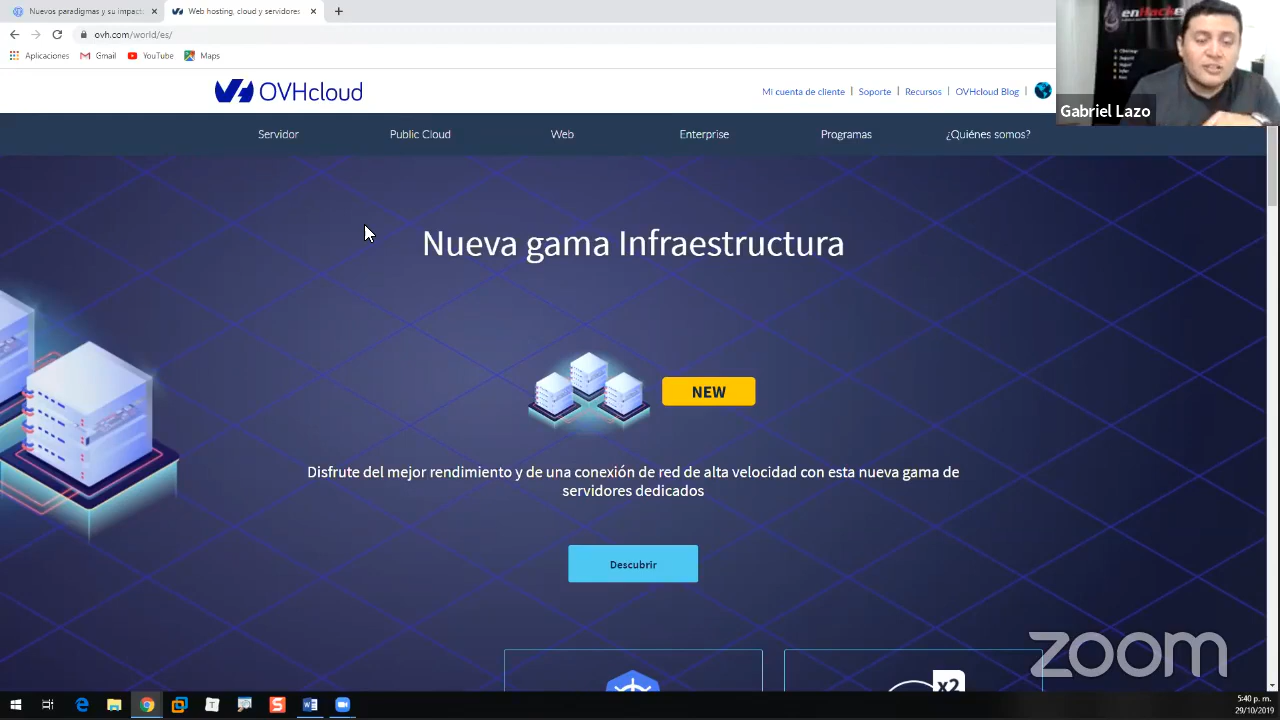 Nuevos paradigmas y su impact
Web hosting, cloud y servidores
ovh.com/world/es/
Aplicaciones
Gmail
YouTube
Maps
enHacke
Gabriel Lazo
OVHcloud
Mi cuenta de cliente
Soporte
Recursos
OVHcloud Blog
Servidor
Public Cloud
Web
Enterprise
Programas
¿Quiénes somos?
Nueva gama Infraestructura
NEW
Disfrute del mejor rendimiento y de una conexión de red de alta velocidad con esta nueva gama de
servidores dedicados
Descubrir
x2
zoom
5:40 p. m.
29/10/2019